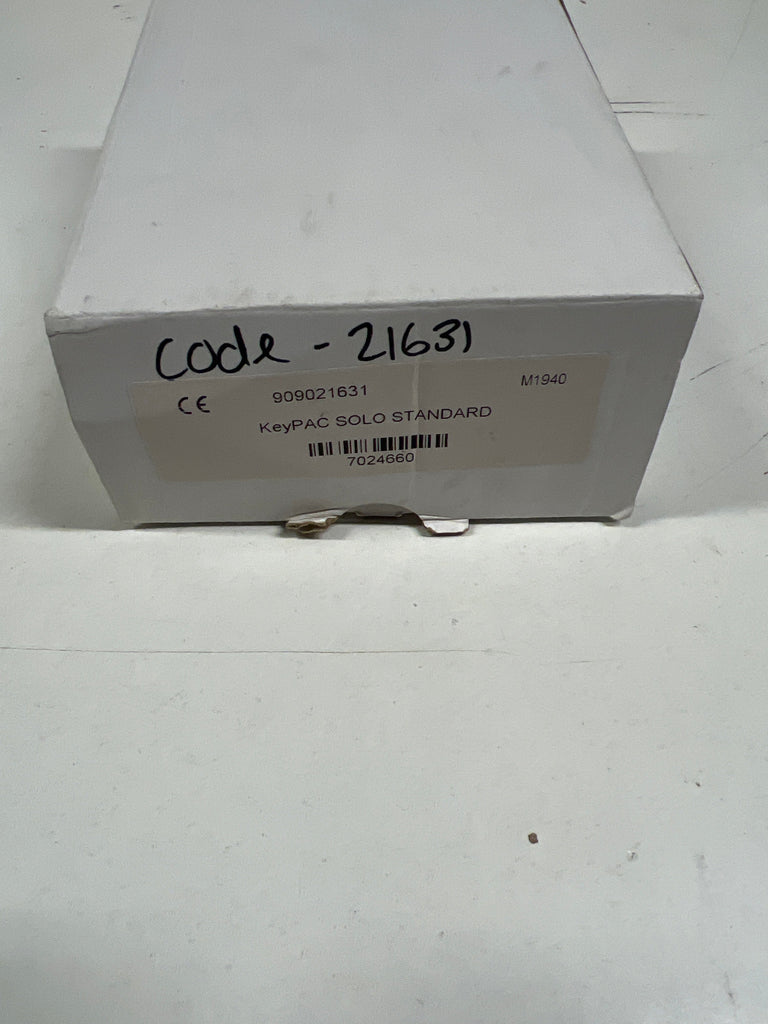 Code - 21631
CE 909021631 M1940
KeyPAC SOLO STANDARD
7024660